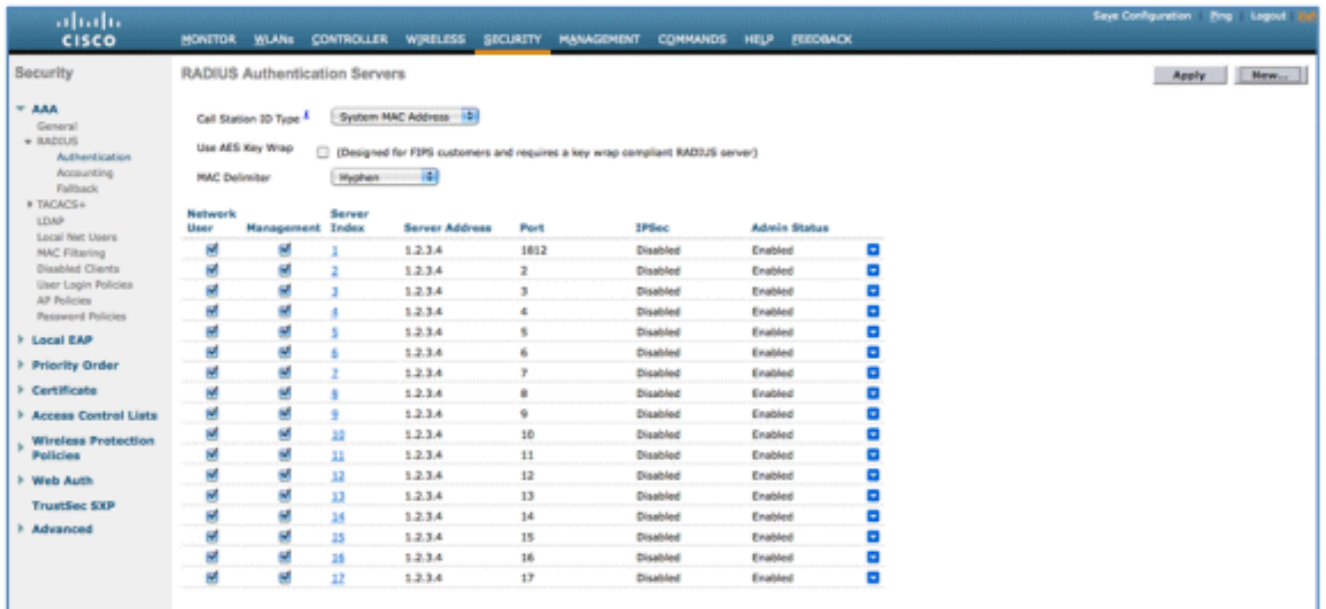 Save Configuration Ping Logout
CISCO
MONITOR WLANs CONTROLLER WIRELESS SECURITY MANAGEMENT COMMANDS HELP FEEDBACK
Security
AAA
General
RADIUS
Authentication
Accounting
Fallback
TACACS+
LDAP
Local Net Users
MAC Filtering
Disabled Clients
User Login Policies
AP Policies
Password Policies
Local EAP
Priority Order
Certificate
Access Control Lists
Wireless Protection
Policies
Web Auth
TrustSec SXP
Advanced
RADIUS Authentication Servers
Apply New...
Call Station ID Type 1 System MAC Address
Use AES Key Wrap (Designed for FIPS customers and requires a key wrap compliant RADIUS server)
MAC Delimiter Hyphen
Network User Management Server Index Server Address Port IPSec Admin Status
1 1.2.3.4 1812 Disabled Enabled
2 1.2.3.4 2 Disabled Enabled
3 1.2.3.4 3 Disabled Enabled
4 1.2.3.4 4 Disabled Enabled
5 1.2.3.4 5 Disabled Enabled
6 1.2.3.4 6 Disabled Enabled
7 1.2.3.4 7 Disabled Enabled
8 1.2.3.4 8 Disabled Enabled
9 1.2.3.4 9 Disabled Enabled
10 1.2.3.4 10 Disabled Enabled
11 1.2.3.4 11 Disabled Enabled
12 1.2.3.4 12 Disabled Enabled
13 1.2.3.4 13 Disabled Enabled
14 1.2.3.4 14 Disabled Enabled
15 1.2.3.4 15 Disabled Enabled
16 1.2.3.4 16 Disabled Enabled
17 1.2.3.4 17 Disabled Enabled